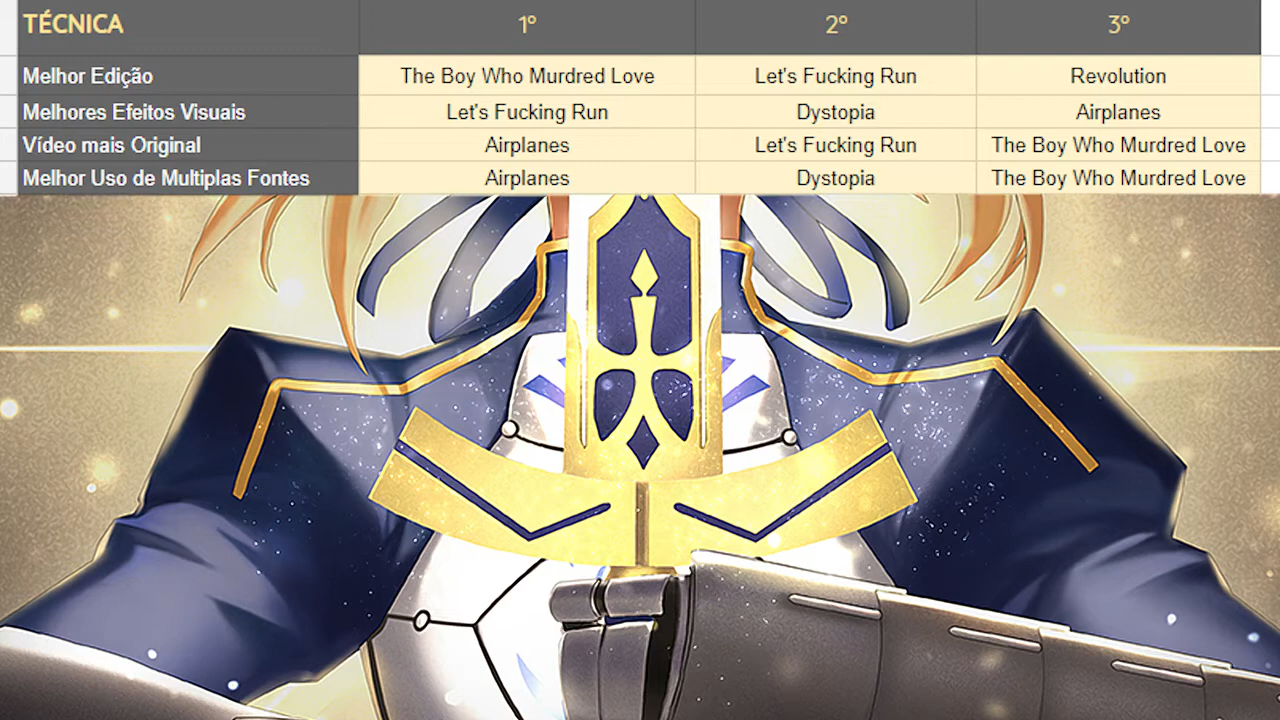 TÉCNICA 1º 2º 3º
Melhor Edição The Boy Who Murdred Love Let's Fucking Run Revolution
Melhores Efeitos Visuais Let's Fucking Run Dystopia Airplanes
Vídeo mais Original Airplanes Let's Fucking Run The Boy Who Murdred Love
Melhor Uso de Multiplas Fontes Airplanes Dystopia The Boy Who Murdred Love